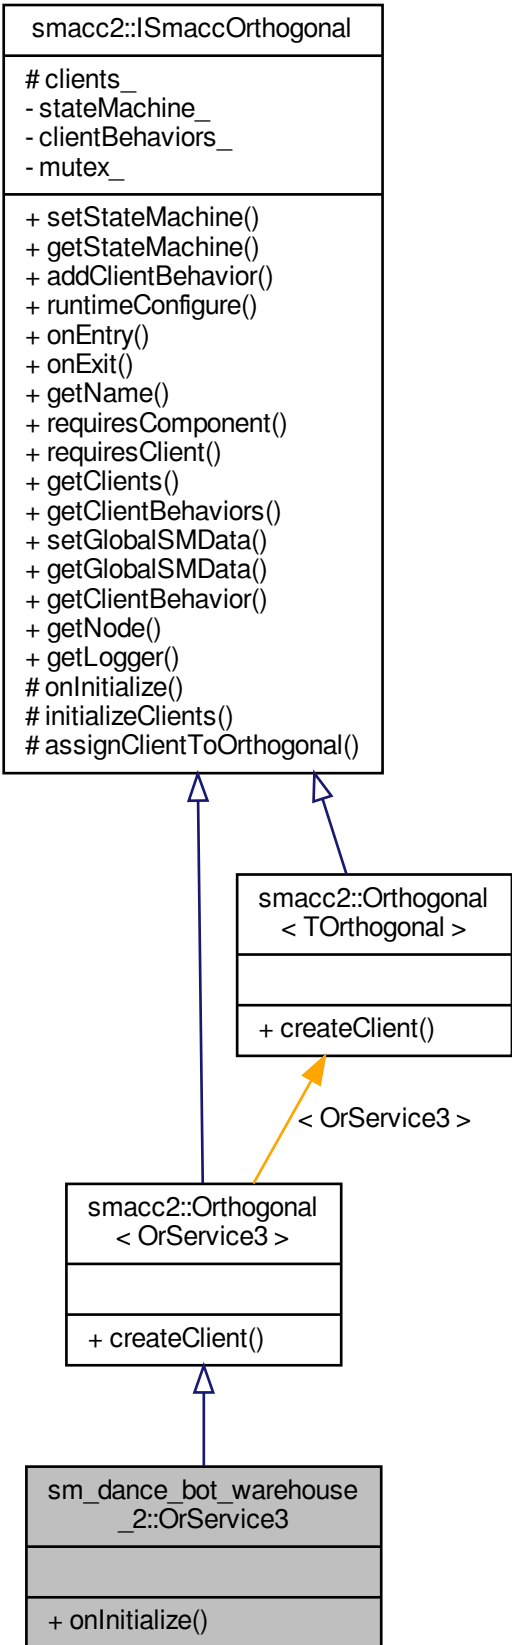 smacc2::ISmaccOrthogonal
# clients_
- stateMachine_
- clientBehaviors_
- mutex_
+ setStateMachine()
+ getStateMachine()
+ addClientBehavior()
+ runtimeConfigure()
+ onEntry()
+ onExit()
+ getName()
+ requiresComponent()
+ requiresClient()
+ getClients()
+ getClientBehaviors()
+ setGlobalSMData()
+ getGlobalSMData()
+ getClientBehavior()
+ getNode()
+ getLogger()
# onInitialize()
# initializeClients()
# assignClientToOrthogonal()
smacc2::Orthogonal
< TOrthogonal >
+ createClient()
< OrService3 >
smacc2::Orthogonal
< OrService3 >
+ createClient()
sm_dance_bot_warehouse
_2::OrService3
+ onInitialize()